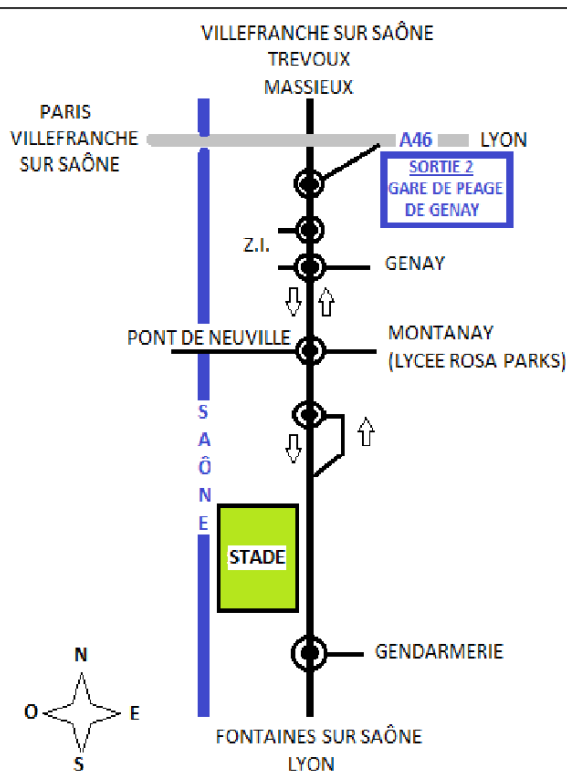 VILLEFRANCHE SUR SAÔNE
TREVOUX
MASSIEUX
PARIS
VILLEFRANCHE
SUR SAÔNE
A46
LYON
SORTIE 2
GARE DE PEAGE
DE GENAY
Z.I.
GENAY
PONT DE NEUVILLE
MONTANAY
(LYCEE ROSA PARKS)
SAÔNE
STADE
GENDARMERIE
N
O
E
S
FONTAINES SUR SAÔNE
LYON